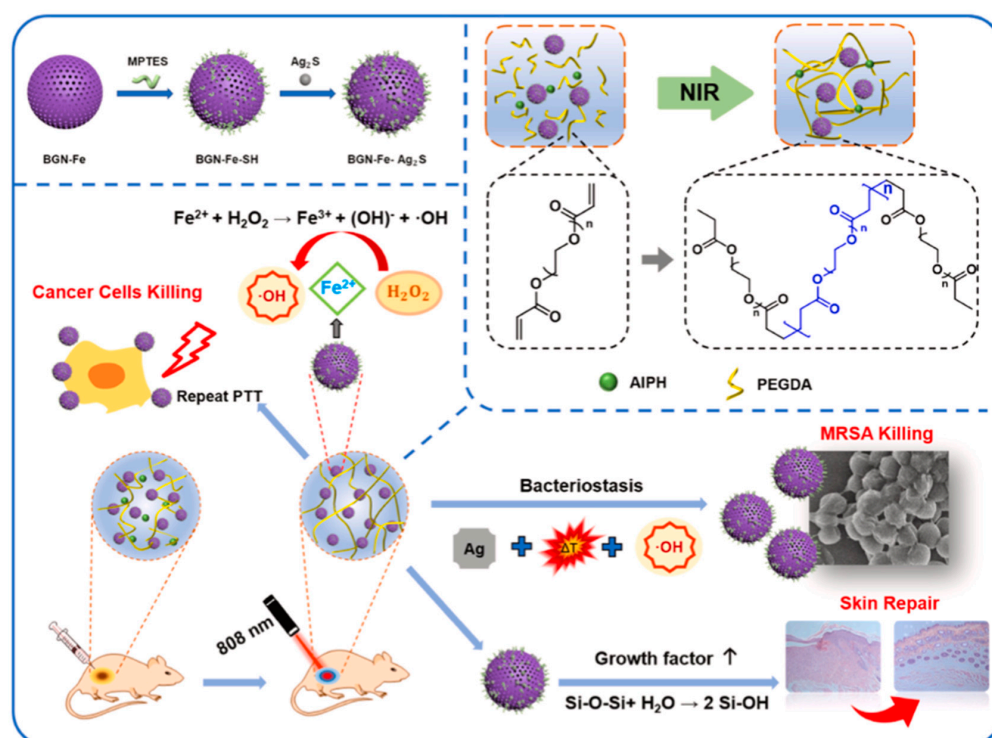 MPTES
Ag₂S
BGN-Fe
BGN-Fe-SH
BGN-Fe- Ag₂S
NIR
O
O
n
O
O
O
O
n
O
O
n
O
O
O
n
O
O
O
n
O
O
AIPH
PEGDA
Fe²⁺ + H₂O₂ → Fe³⁺ + (OH)⁻ + ·OH
Cancer Cells Killing
·OH
Fe²⁺
H₂O₂
Repeat PTT
MRSA Killing
Bacteriostasis
Ag
ΔT
·OH
808 nm
Skin Repair
Growth factor ↑
Si-O-Si+ H₂O → 2 Si-OH